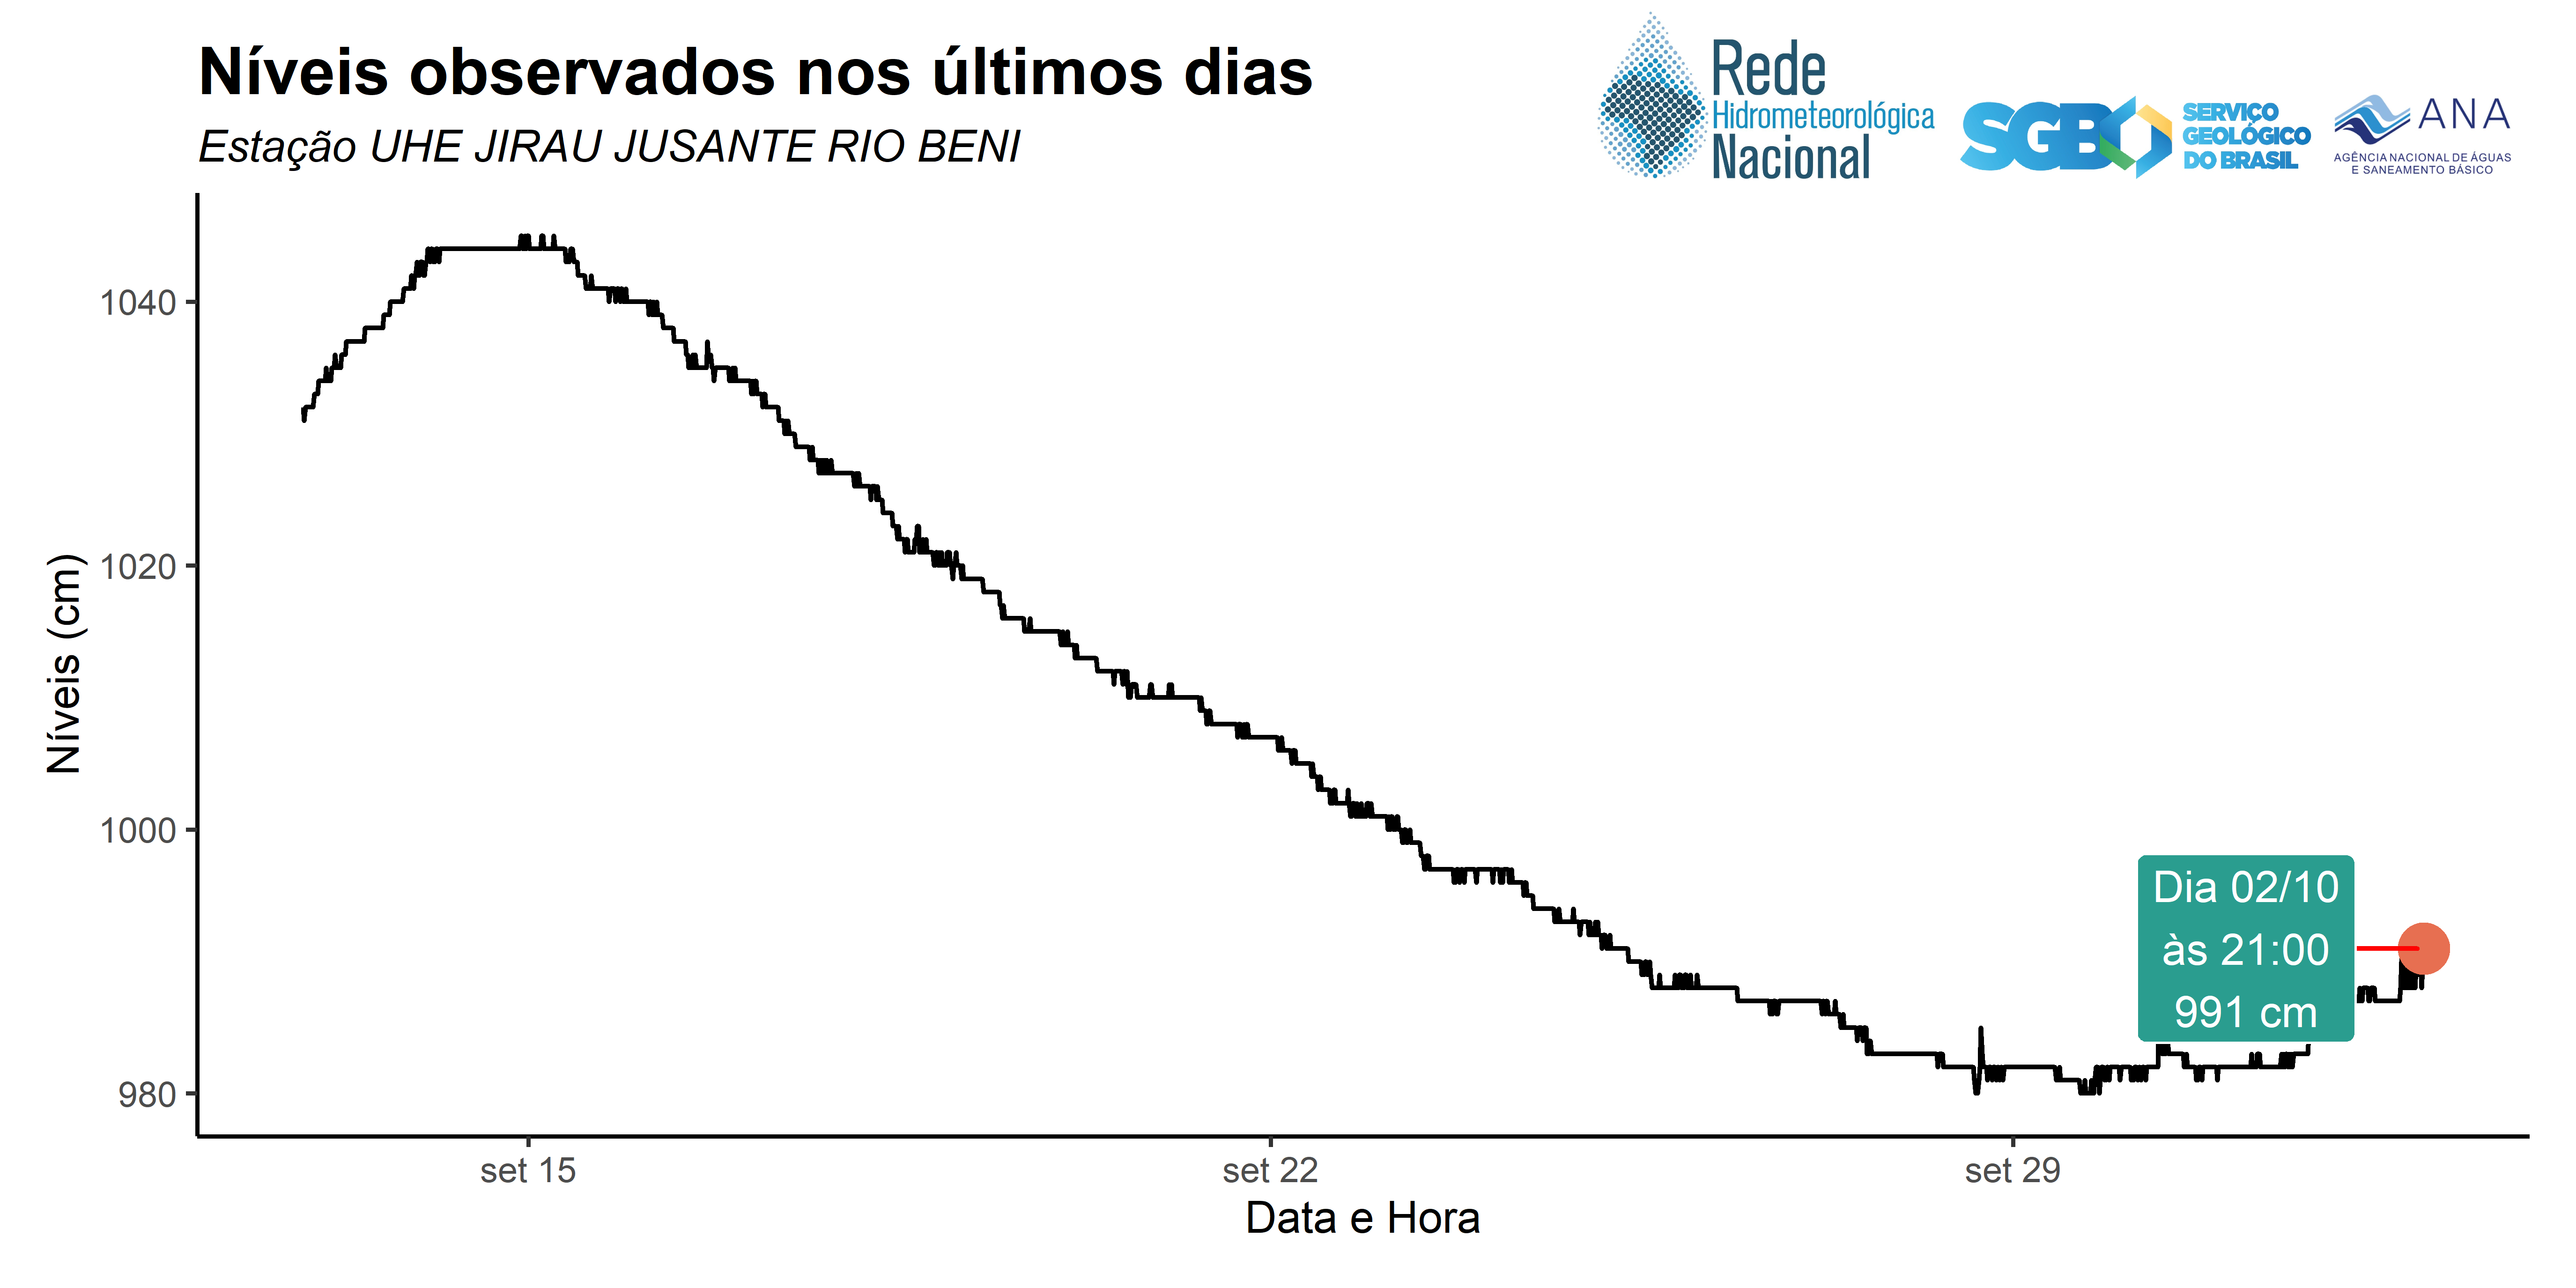 Níveis observados nos últimos dias
Estação UHE JIRAU JUSANTE RIO BENI
Rede
Hidrometeorológica
Nacional
SGB
SERVIÇO
GEOLÓGICO
DO BRASIL
ANA
AGÊNCIA NACIONAL DE ÁGUAS
E SANEAMENTO BÁSICO
Níveis (cm)
1040
1020
1000
980
Dia 02/10
às 21:00
991 cm
set 15
set 22
set 29
Data e Hora